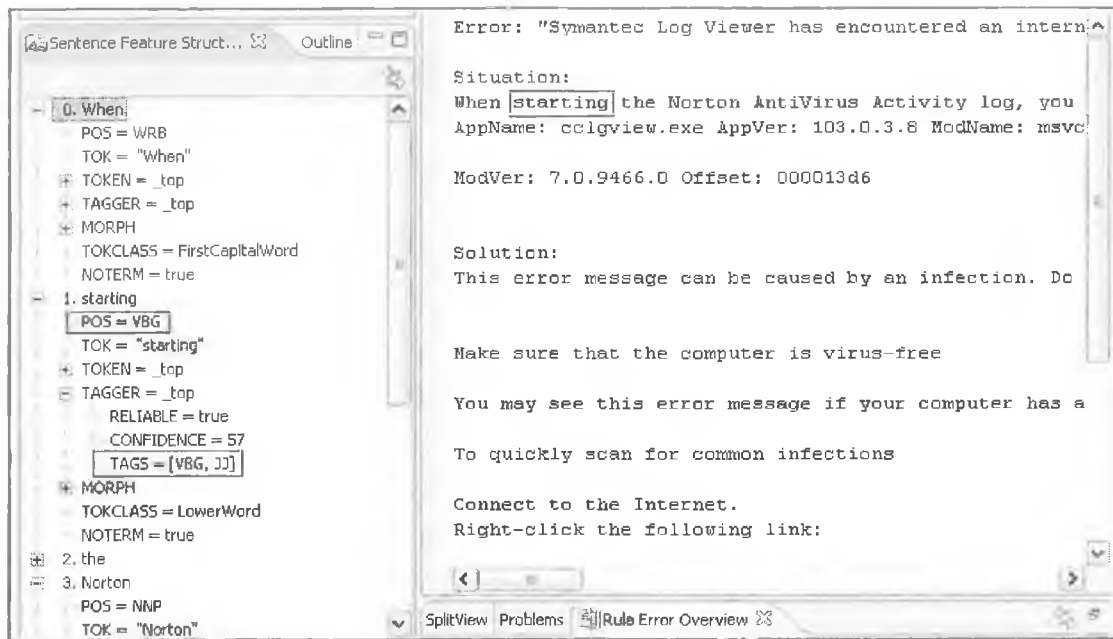 Sentence Feature Struct... Outline
0. When
POS = WRB
TOK = "When"
TOKEN = _top
TAGGER = _top
MORPH
TOKCLASS = FirstCapitalWord
NOTERM = true
1. starting
POS = VBG
TOK = "starting"
TOKEN = _top
TAGGER = _top
RELIABLE = true
CONFIDENCE = 57
TAGS = [VBG, JJ]
MORPH
TOKCLASS = LowerWord
NOTERM = true
2. the
3. Norton
POS = NNP
TOK = "Norton"
Error: "Symantec Log Viewer has encountered an intern
Situation:
When starting the Norton AntiVirus Activity log, you
AppName: cclgview.exe AppVer: 103.0.3.8 ModName: msvc
ModVer: 7.0.9466.0 Offset: 000013d6
Solution:
This error message can be caused by an infection. Do
Make sure that the computer is virus-free
You may see this error message if your computer has a
To quickly scan for common infections
Connect to the Internet.
Right-click the following link:
SplitView Problems Rule Error Overview